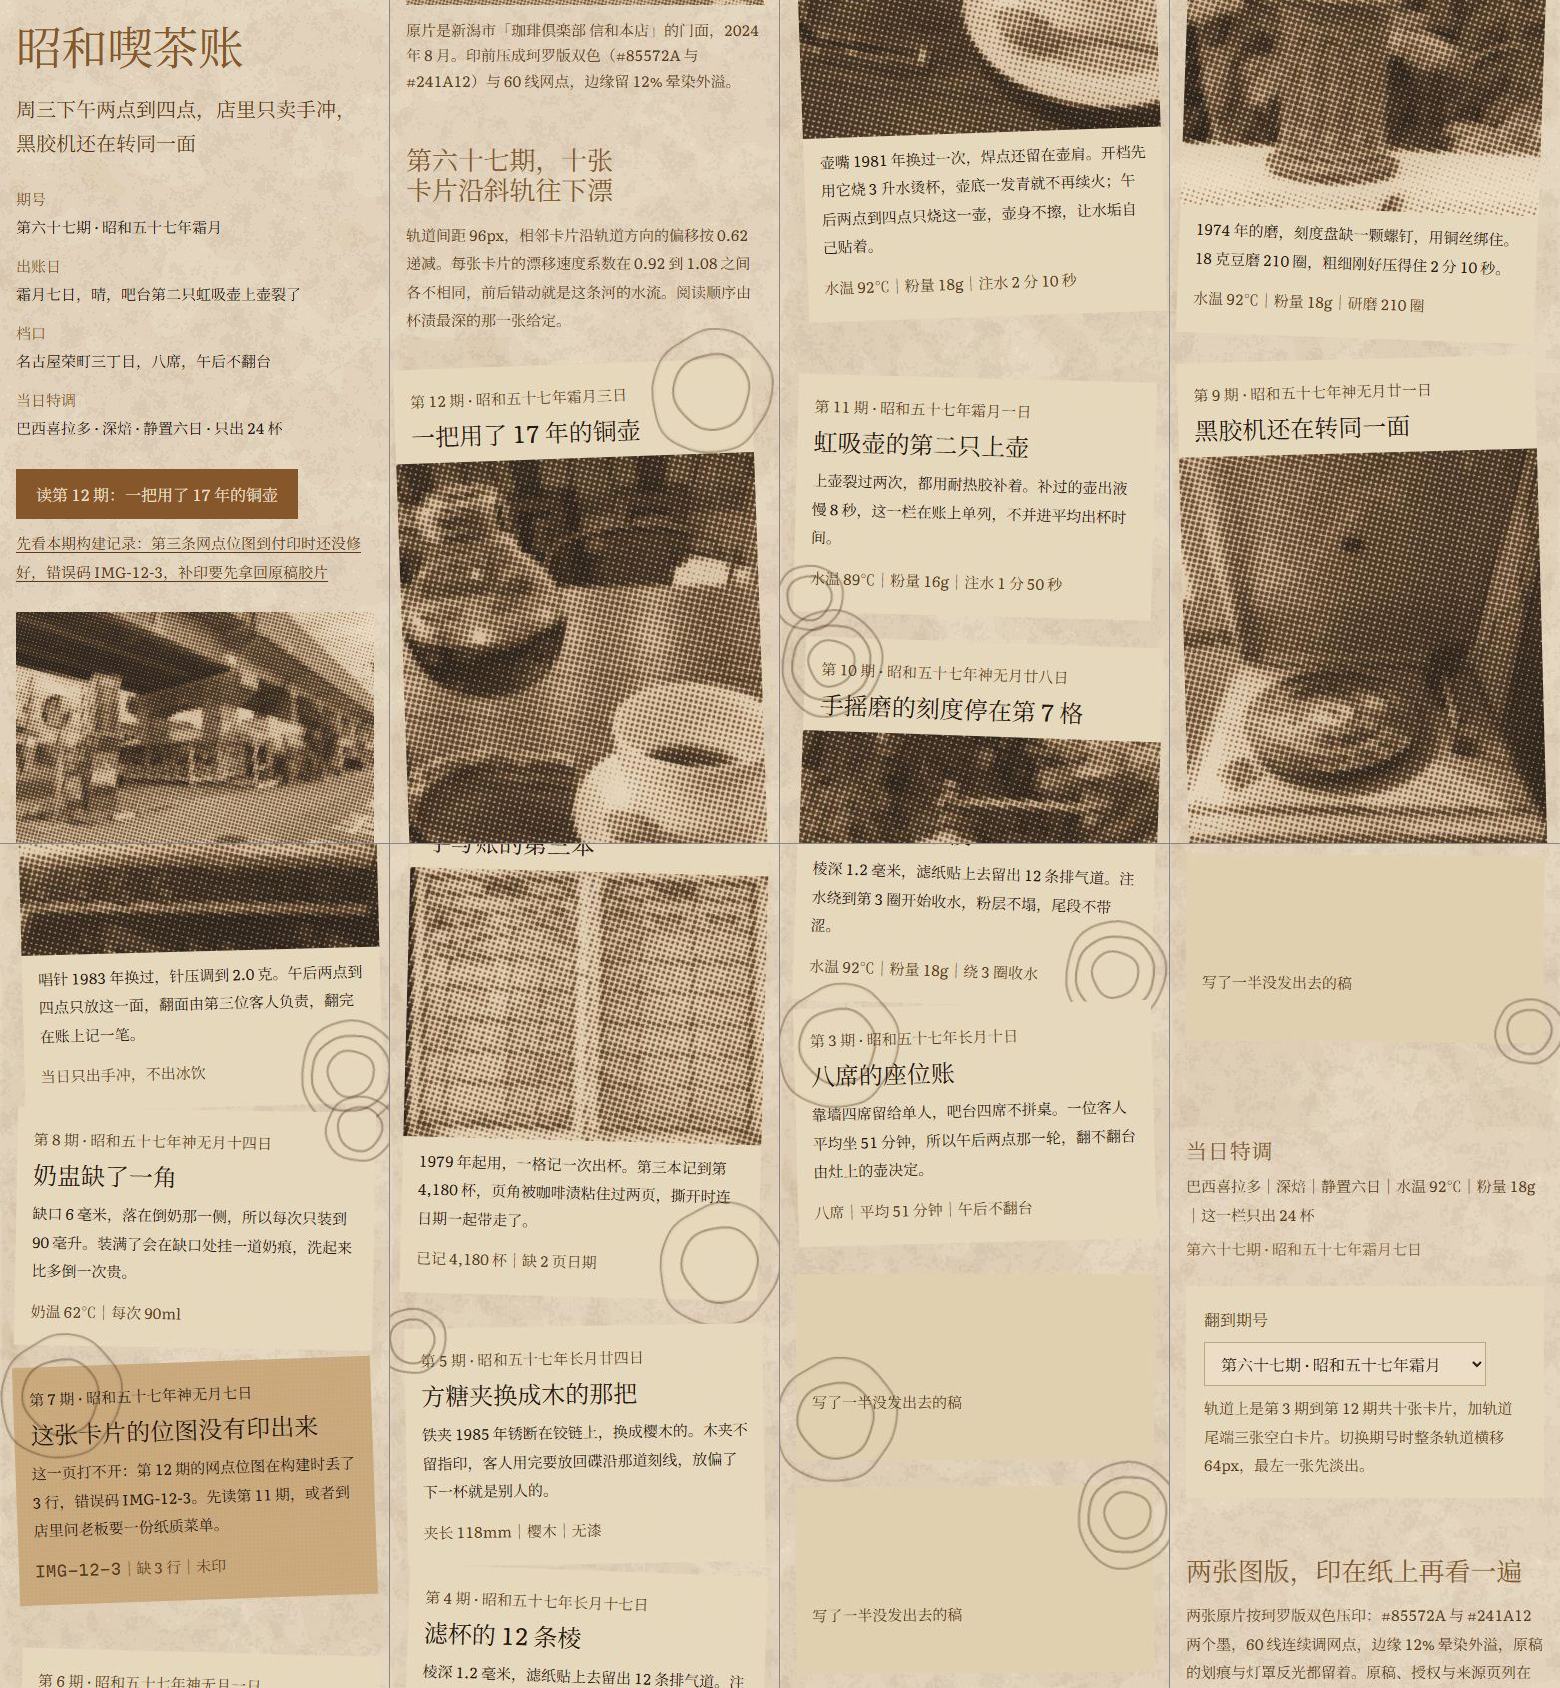 昭和喫茶账
周三下午两点到四点，店里只卖手冲，
黑胶机还在转同一面
期号
第六十七期·昭和五十七年霜月
出账日
霜月七日，晴，吧台第二只虹吸壶上壶裂了
档口
名古屋荣町三丁目，八席，午后不翻台
当日特调
巴西喜拉多·深焙·静置六日·只出 24 杯
读第 12 期：一把用了 17 年的铜壶
先看本期构建记录：第三条网点位图到付印时还没修
好，错误码 IMG-12-3，补印要先拿回原稿胶片
原片是新潟市「珈琲倶楽部 信和本店」的门面，2024
年 8 月。印前压成珂罗版双色（#85572A 与
#241A12）与 60 线网点，边缘留 12% 晕染外溢。
第六十七期，十张
卡片沿斜轨往下漂
轨道间距 96px，相邻卡片沿轨道方向的偏移按 0.62
递减。每张卡片的漂移速度系数在 0.92 到 1.08 之间
各不相同，前后错动就是这条河的水流。阅读顺序由
杯渍最深的那一张给定。
第 12 期·昭和五十七年霜月三日
一把用了 17 年的铜壶
壶嘴 1981 年换过一次，焊点还留在壶肩。开档先
用它烧 3 升水烫杯，壶底一发青就不再续火；午
后两点到四点只烧这一壶，壶身不擦，让水垢自
己贴着。
水温 92℃｜粉量 18g｜注水 2 分 10 秒
第 11 期·昭和五十七年霜月一日
虹吸壶的第二只上壶
上壶裂过两次，都用耐热胶补着。补过的壶出液
慢 8 秒，这一栏在账上单列，不并进平均出杯时
间。
水温 89℃｜粉量 16g｜注水 1 分 50 秒
第 10 期·昭和五十七年神无月廿八日
手摇磨的刻度停在第 7 格
1974 年的磨，刻度盘缺一颗螺钉，用铜丝绑住。
18 克豆磨 210 圈，粗细刚好压得住 2 分 10 秒。
水温 92℃｜粉量 18g｜研磨 210 圈
第 9 期·昭和五十七年神无月廿一日
黑胶机还在转同一面
唱针 1983 年换过，针压调到 2.0 克。午后两点到
四点只放这一面，翻面由第三位客人负责，翻完
在账上记一笔。
当日只出手冲，不出冰饮
第 8 期·昭和五十七年神无月十四日
奶盅缺了一角
缺口 6 毫米，落在倒奶那一侧，所以每次只装到
90 毫升。装满了会在缺口处挂一道奶痕，洗起来
比多倒一次贵。
奶温 62℃｜每次 90ml
第 7 期·昭和五十七年神无月七日
这张卡片的位图没有印出来
这一页打不开：第 12 期的网点位图在构建时丢了
3 行，错误码 IMG-12-3。先读第 11 期，或者到
店里问老板要一份纸质菜单。
IMG-12-3｜缺 3 行｜未印
第 6 期·昭和五十七年神无月一日
手写账的第三本
1979 年起用，一格记一次出杯。第三本记到第
4,180 杯，页角被咖啡渍粘住过两页，撕开时连
日期一起带走了。
已记 4,180 杯｜缺 2 页日期
第 5 期·昭和五十七年长月廿四日
方糖夹换成木的那把
铁夹 1985 年锈断在铰链上，换成樱木的。木夹不
留指印，客人用完要放回碟沿那道刻线，放偏了
下一杯就是别人的。
夹长 118mm｜樱木｜无漆
第 4 期·昭和五十七年长月十七日
滤杯的 12 条棱
棱深 1.2 毫米，滤纸贴上去留出 12 条排气道。注
棱深 1.2 毫米，滤纸贴上去留出 12 条排气道。注
水绕到第 3 圈开始收水，粉层不塌，尾段不带
涩。
水温 92℃｜粉量 18g｜绕 3 圈收水
第 3 期·昭和五十七年长月十日
八席的座位账
靠墙四席留给单人，吧台四席不拼桌。一位客人
平均坐 51 分钟，所以午后两点那一轮，翻不翻台
由灶上的壶决定。
八席｜平均 51 分钟｜午后不翻台
写了一半没发出去的稿
写了一半没发出去的稿
写了一半没发出去的稿
当日特调
巴西喜拉多｜深焙｜静置六日｜水温 92℃｜粉量 18g
｜这一栏只出 24 杯
第六十七期·昭和五十七年霜月七日
翻到期号
第六十七期·昭和五十七年霜月
轨道上是第 3 期到第 12 期共十张卡片，加轨道
尾端三张空白卡片。切换期号时整条轨道横移
64px，最左一张先淡出。
两张图版，印在纸上再看一遍
两张原片按珂罗版双色压印：#85572A 与 #241A12
两个墨，60 线连续调网点，边缘 12% 晕染外溢，原稿
的划痕与灯罩反光都留着。原稿、授权与来源页列在